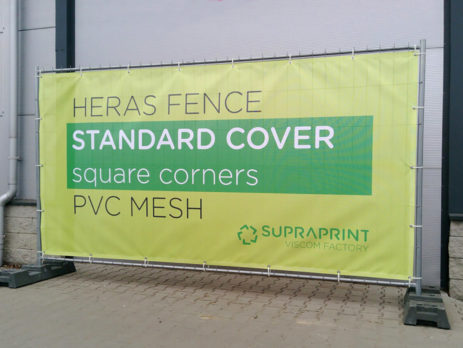 HERAS FENCE
STANDARD COVER
square corners
PVC MESH
SUPRAPRINT
VISCOM FACTORY